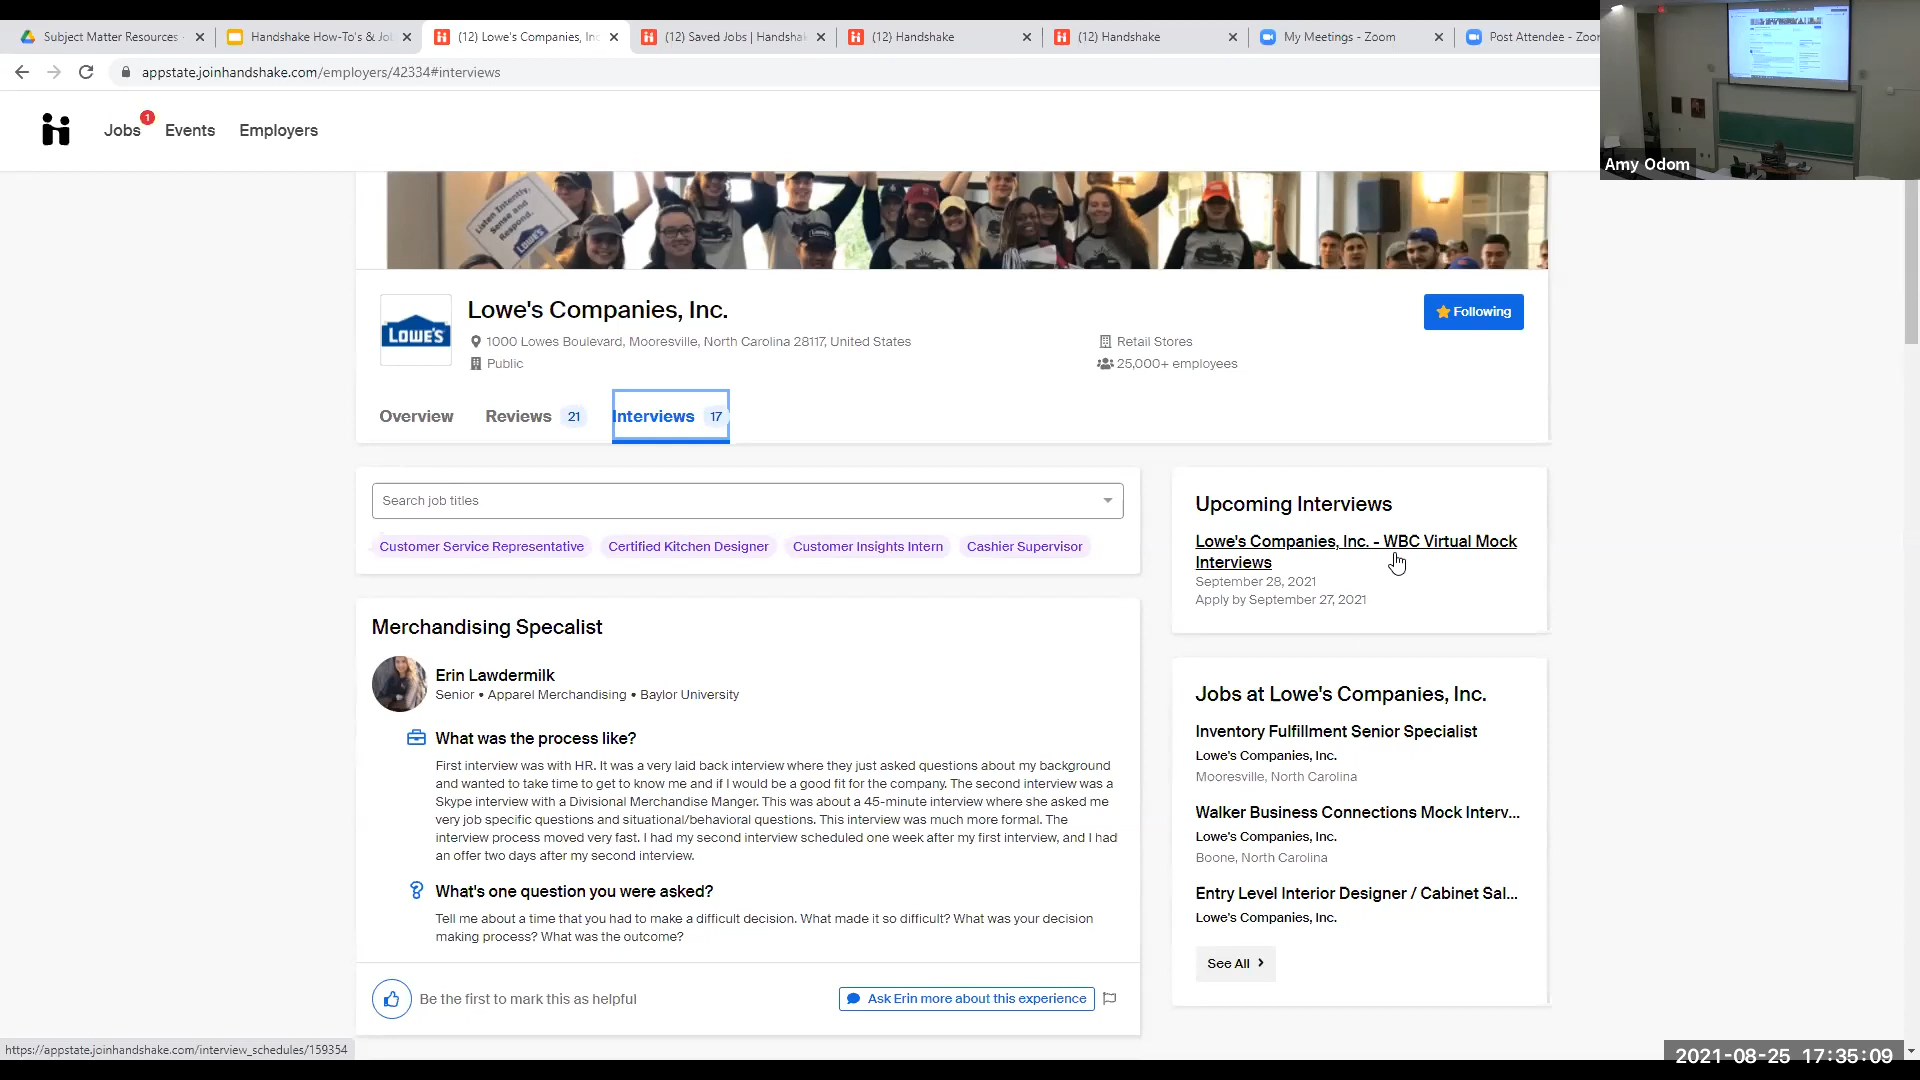 Subject Matter Resources -
Handshake How-To's & Jo
(12) Lowe's Companies, In
(12) Saved Jobs | Handsha
(12) Handshake
(12) Handshake
My Meetings - Zoom
Post Attendee - Zoo
appstate.joinhandshake.com/employers/42334#interviews
Jobs 1
Events
Employers
Amy Odom
Listen Intently,
Sense and
Respond.
LOWE'S
Lowe's Companies, Inc.
Following
1000 Lowes Boulevard, Mooresville, North Carolina 28117, United States
Retail Stores
Public
25,000+ employees
Overview
Reviews 21
Interviews 17
Search job titles
Customer Service Representative
Certified Kitchen Designer
Customer Insights Intern
Cashier Supervisor
Merchandising Specalist
Erin Lawdermilk
Senior • Apparel Merchandising • Baylor University
What was the process like?
First interview was with HR. It was a very laid back interview where they just asked questions about my background
and wanted to take time to get to know me and if I would be a good fit for the company. The second interview was a
Skype interview with a Divisional Merchandise Manger. This was about a 45-minute interview where she asked me
very job specific questions and situational/behavioral questions. This interview was much more formal. The
interview process moved very fast. I had my second interview scheduled one week after my first interview, and I had
an offer two days after my second interview.
What's one question you were asked?
Tell me about a time that you had to make a difficult decision. What made it so difficult? What was your decision
making process? What was the outcome?
Be the first to mark this as helpful
Ask Erin more about this experience
Upcoming Interviews
Lowe's Companies, Inc. - WBC Virtual Mock
Interviews
September 28, 2021
Apply by September 27, 2021
Jobs at Lowe's Companies, Inc.
Inventory Fulfillment Senior Specialist
Lowe's Companies, Inc.
Mooresville, North Carolina
Walker Business Connections Mock Interv...
Lowe's Companies, Inc.
Boone, North Carolina
Entry Level Interior Designer / Cabinet Sal...
Lowe's Companies, Inc.
See All
https://appstate.joinhandshake.com/interview_schedules/159354
2021-08-25 17:35:09